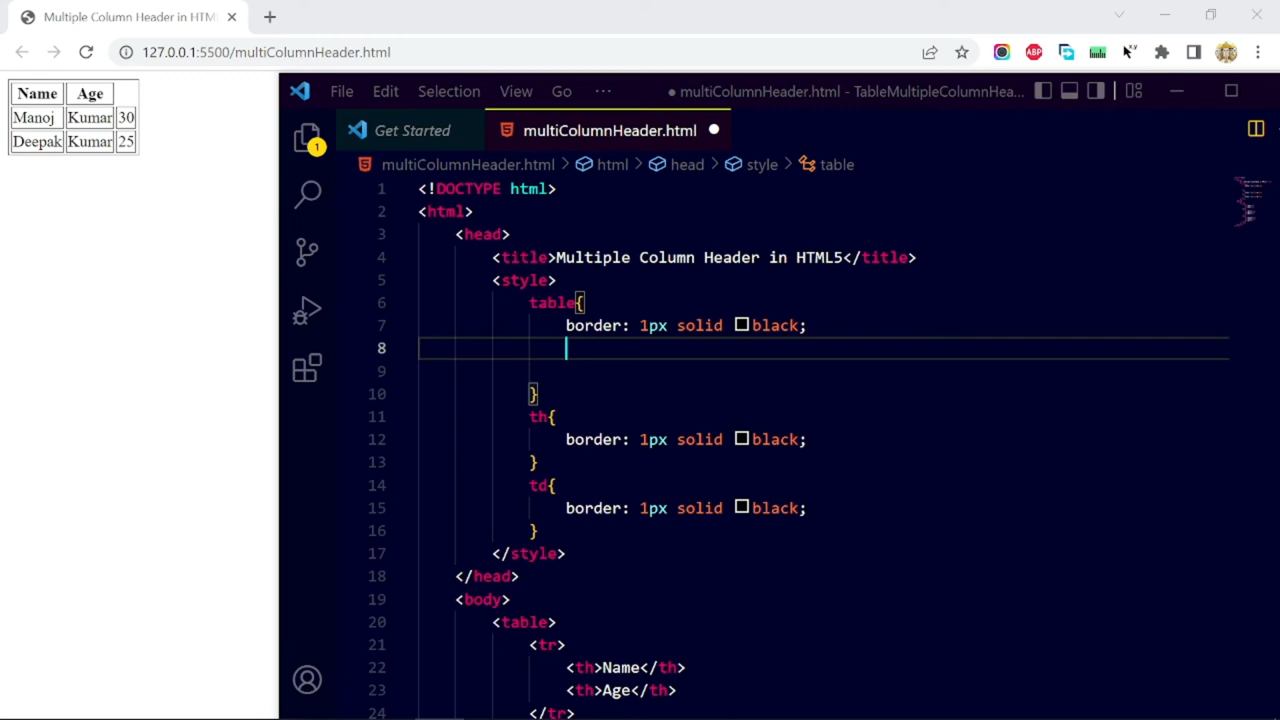 Multiple Column Header in HTM
127.0.0.1:5500/multiColumnHeader.html
ABP
Name Age
Manoj Kumar 30
Deepak Kumar 25
File Edit Selection View Go ··· ● multiColumnHeader.html - TableMultipleColumnHea...
Get Started multiColumnHeader.html
multiColumnHeader.html > html > head > style > table
1
1 <!DOCTYPE html>
2 <html>
3 <head>
4 <title>Multiple Column Header in HTML5</title>
5 <style>
6 table{
7 border: 1px solid black;
8
9
10 }
11 th{
12 border: 1px solid black;
13 }
14 td{
15 border: 1px solid black;
16 }
17 </style>
18 </head>
19 <body>
20 <table>
21 <tr>
22 <th>Name</th>
23 <th>Age</th>
24 </tr>